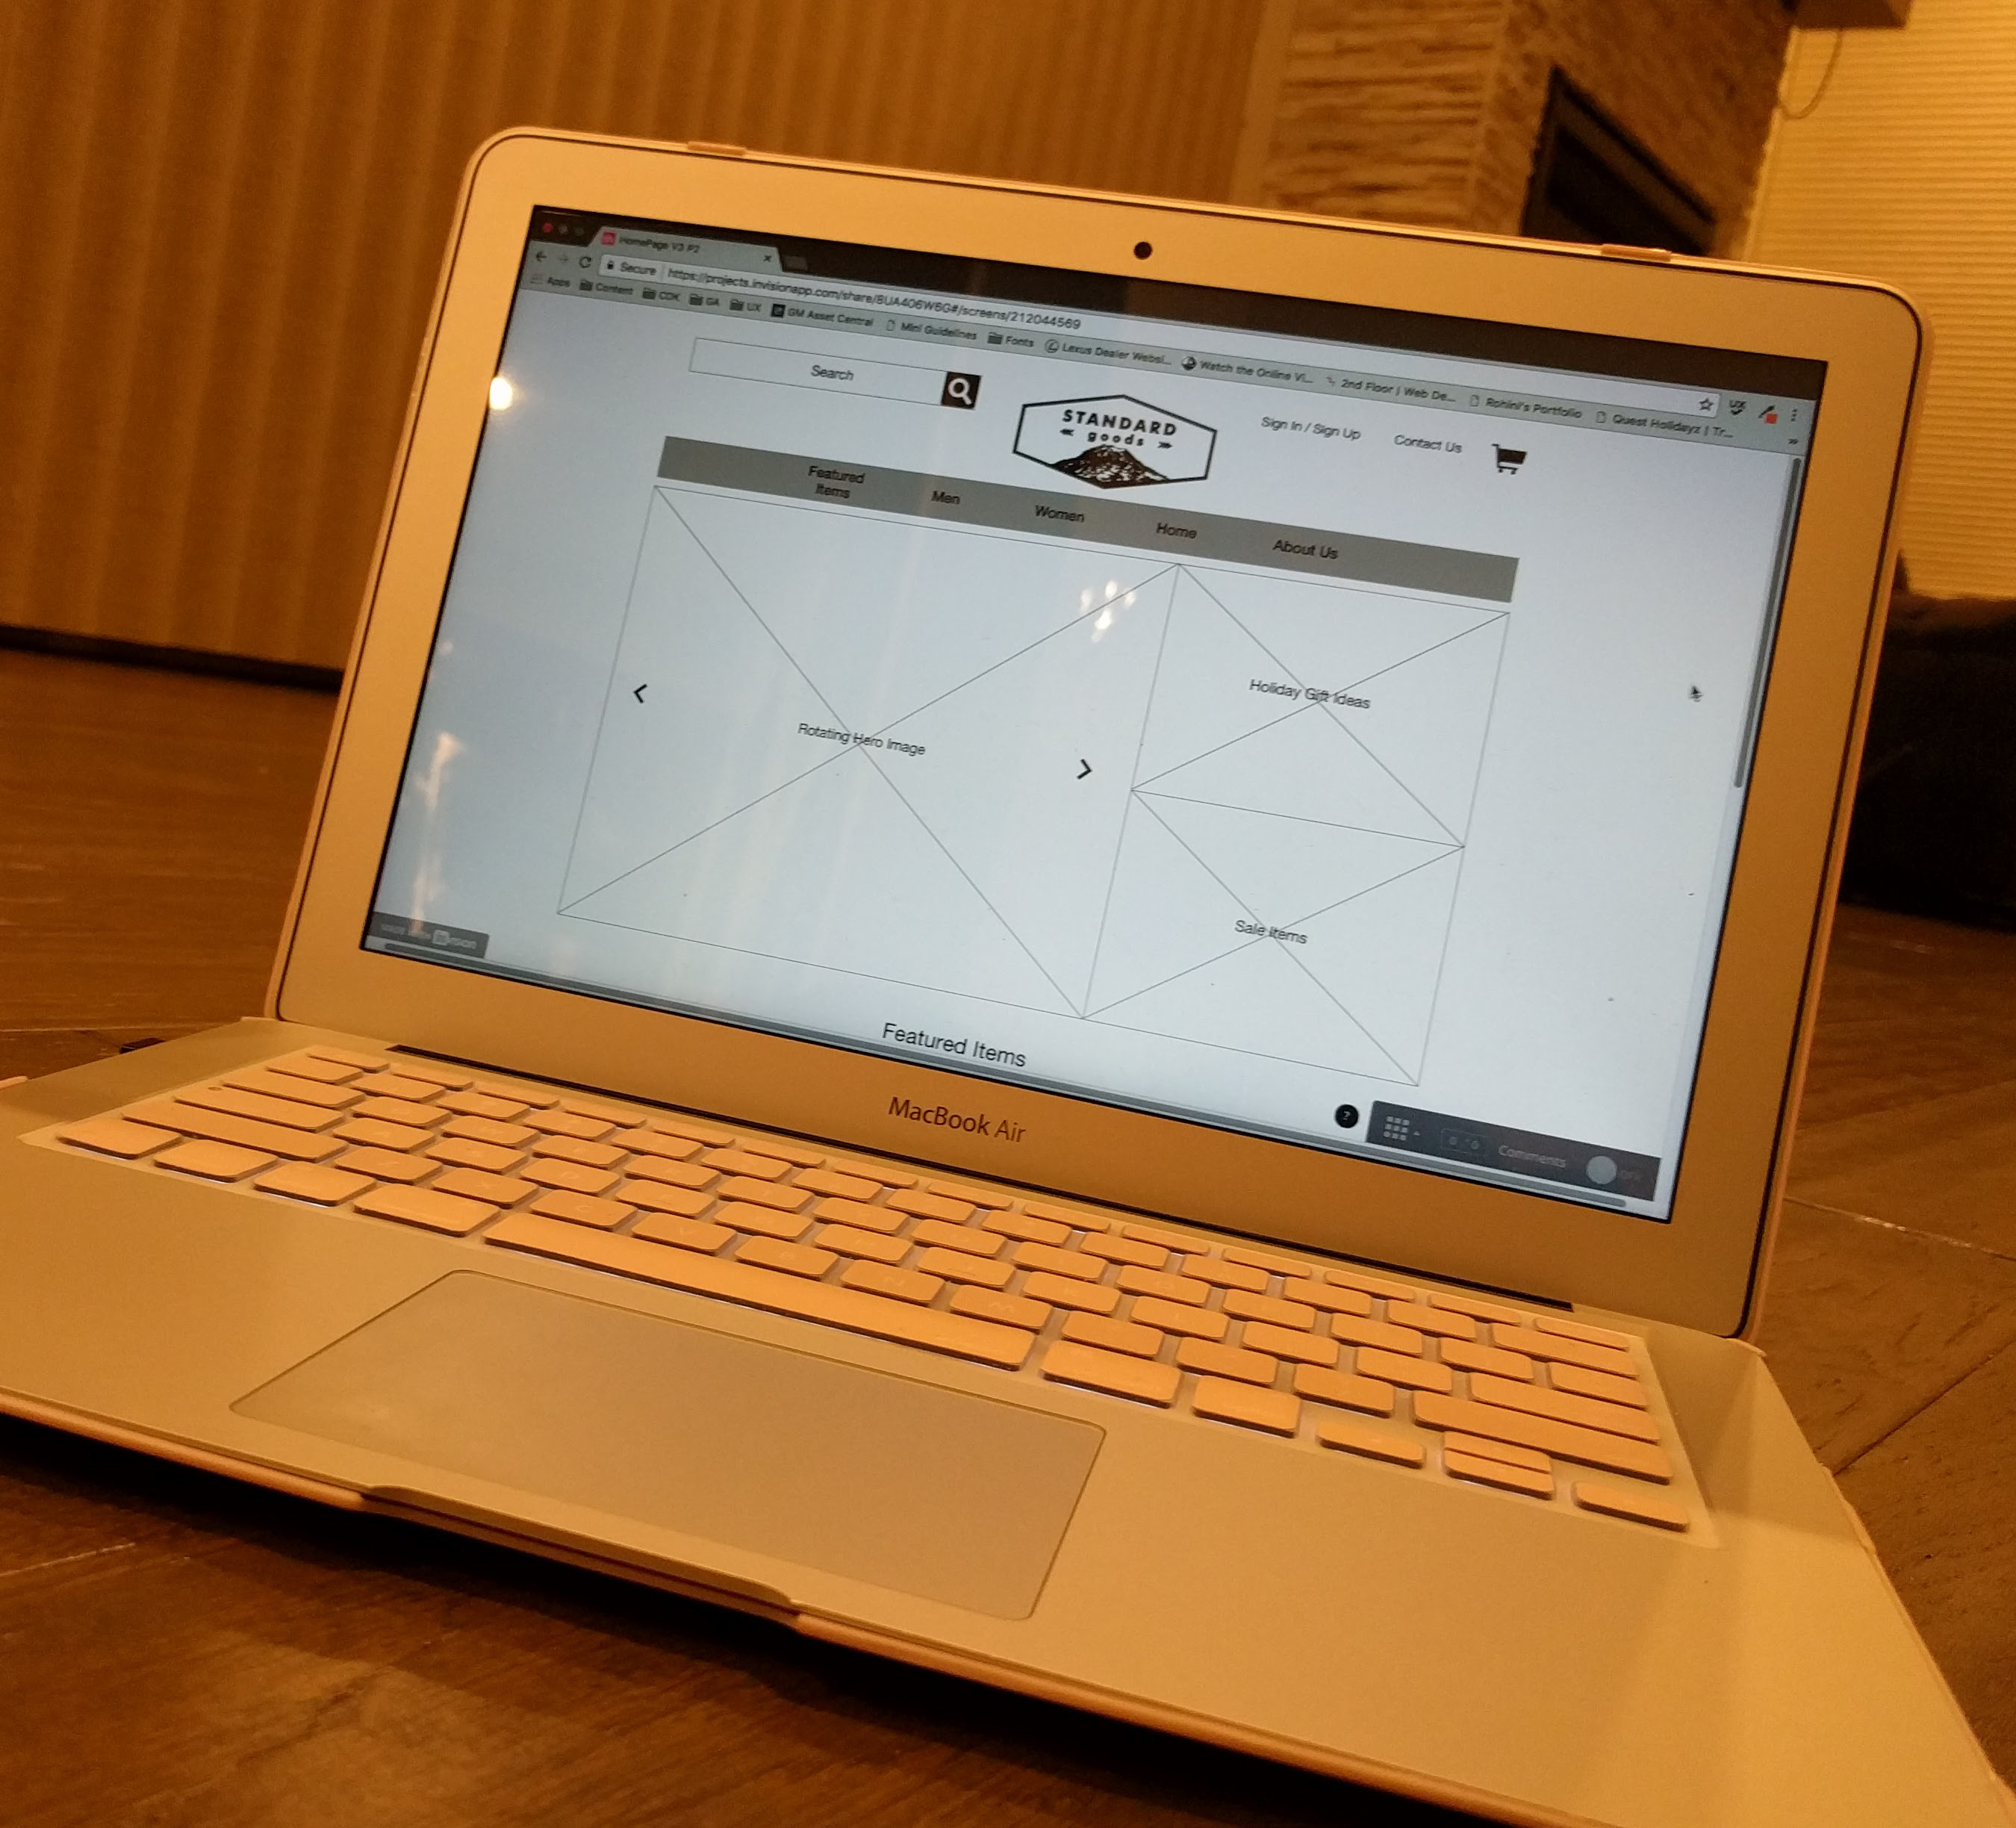 HomePage V3 P2
Secure https://projects.invisionapp.com/share/8UA406W6G#/screens/212044569
Apps Content CDK GA UX GM Asset Central Mini Guidelines Fonts Lexus Dealer Websi... Watch the Online Vi... 2nd Floor | Web De... Rohini's Portfolio Quest Holidayz | Tr...
Search
STANDARD
goods
Sign In / Sign Up Contact Us
Featured
Items
Men Women Home About Us
Rotating Hero Image
Holiday Gift Ideas
Sale Items
Featured Items
? Comments
MacBook Air